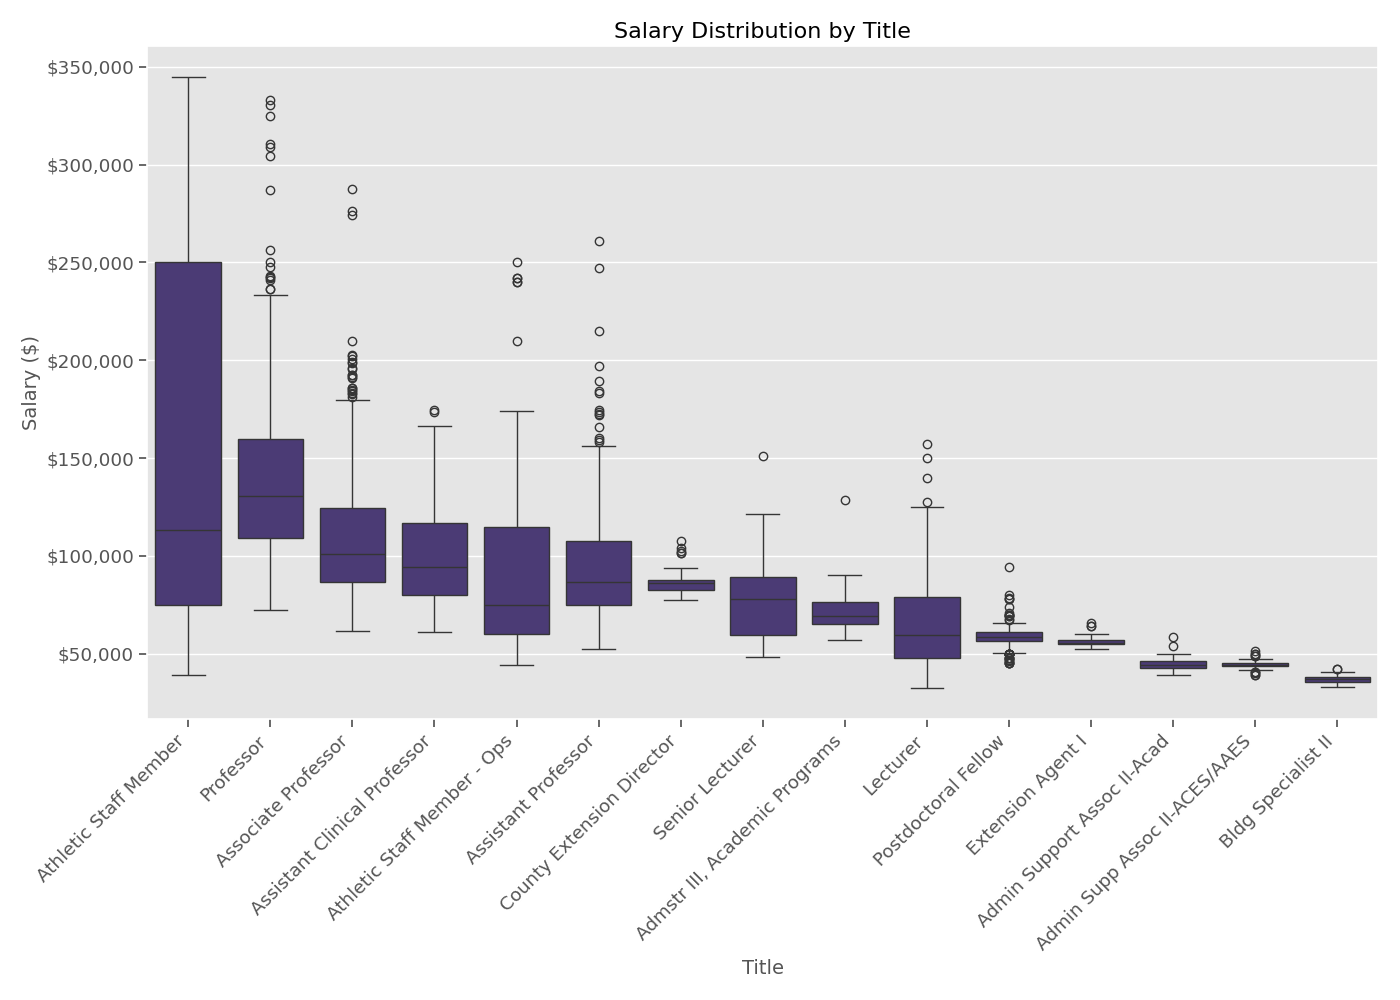 Salary Distribution by Title
Salary ($)
$350,000
$300,000
$250,000
$200,000
$150,000
$100,000
$50,000
Athletic Staff Member
Professor
Associate Professor
Assistant Clinical Professor
Athletic Staff Member - Ops
Assistant Professor
County Extension Director
Senior Lecturer
Admstr III, Academic Programs
Lecturer
Postdoctoral Fellow
Extension Agent I
Admin Support Assoc II-Acad
Admin Supp Assoc II-ACES/AAES
Bldg Specialist II
Title